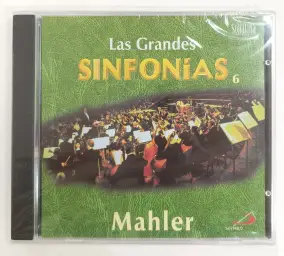 Las Grandes
SINFONíAS 6
Mahler